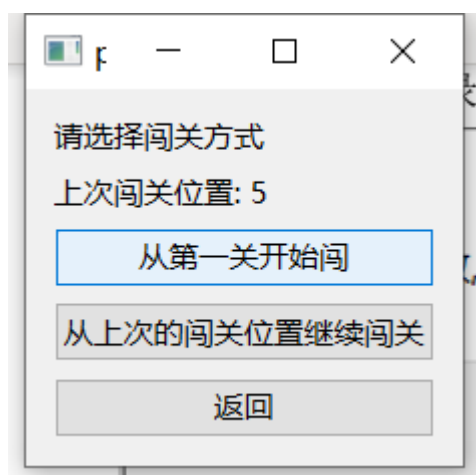 请选择闯关方式
上次闯关位置: 5
从第一关开始闯
从上次的闯关位置继续闯关
返回